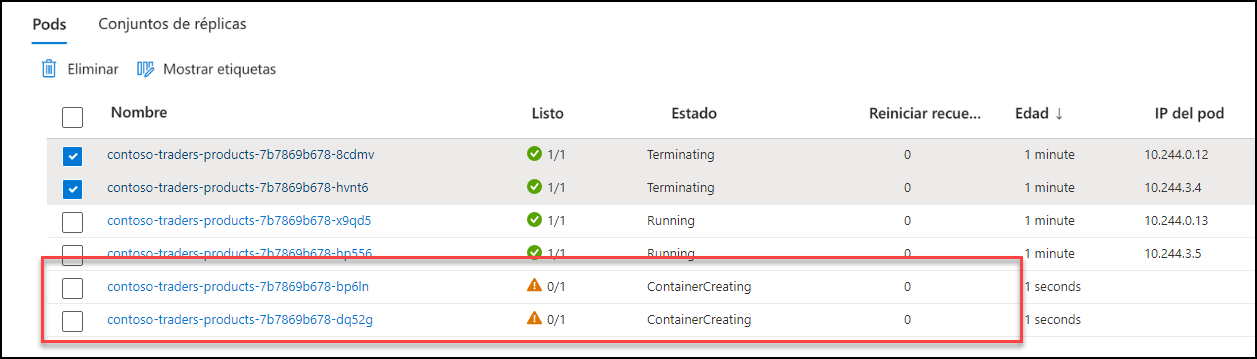 Pods Conjuntos de réplicas
Eliminar Mostrar etiquetas
Nombre Listo Estado Reiniciar recue... Edad ↓ IP del pod
contoso-traders-products-7b7869b678-8cdmv 1/1 Terminating 0 1 minute 10.244.0.12
contoso-traders-products-7b7869b678-hvnt6 1/1 Terminating 0 1 minute 10.244.3.4
contoso-traders-products-7b7869b678-x9qd5 1/1 Running 0 1 minute 10.244.0.13
contoso-traders-products-7b7869b678-bp556 1/1 Running 0 1 minute 10.244.3.5
contoso-traders-products-7b7869b678-bp6ln 0/1 ContainerCreating 0 1 seconds
contoso-traders-products-7b7869b678-dq52g 0/1 ContainerCreating 0 1 seconds